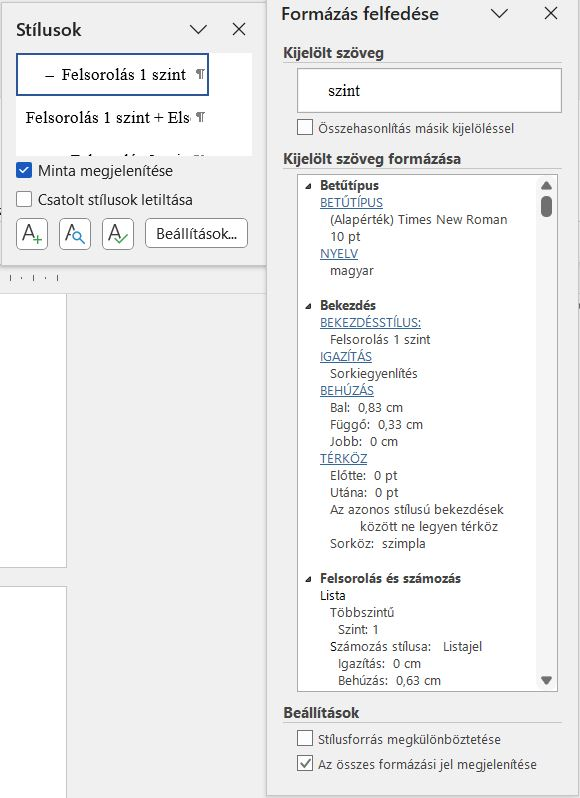 Stílusok
– Felsorolás 1 szint ¶
Felsorolás 1 szint + Els ¶
Minta megjelenítése
Csatolt stílusok letiltása
Beállítások...
Formázás felfedése
Kijelölt szöveg
szint
Összehasonlítás másik kijelöléssel
Kijelölt szöveg formázása
Betűtípus
BETŰTÍPUS
(Alapérték) Times New Roman
10 pt
NYELV
magyar
Bekezdés
BEKEZDÉSSTÍLUS:
Felsorolás 1 szint
IGAZÍTÁS
Sorkiegyenlítés
BEHÚZÁS
Bal: 0,83 cm
Függő: 0,33 cm
Jobb: 0 cm
TÉRKÖZ
Előtte: 0 pt
Utána: 0 pt
Az azonos stílusú bekezdések
között ne legyen térköz
Sorköz: szimpla
Felsorolás és számozás
Lista
Többszintű
Szint: 1
Számozás stílusa: Listajel
Igazítás: 0 cm
Behúzás: 0,63 cm
Beállítások
Stílusforrás megkülönböztetése
Az összes formázási jel megjelenítése